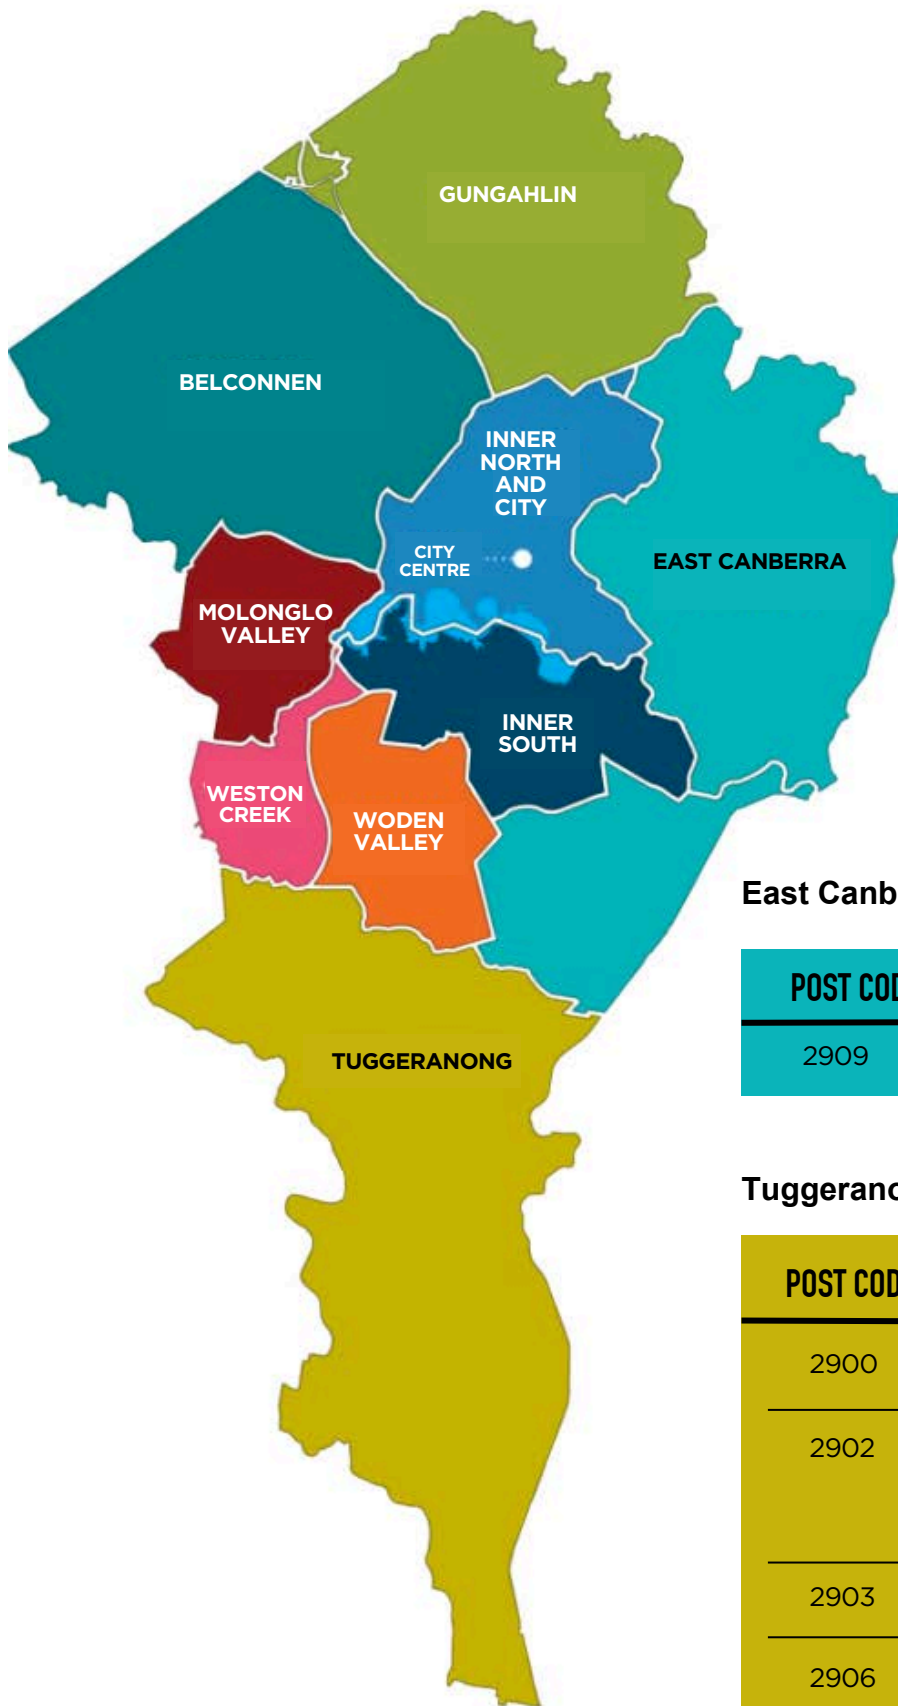 GUNGAHLIN
BELCONNEN
INNER
NORTH
AND
CITY
CITY
CENTRE
EAST CANBERRA
MOLONGLO
VALLEY
INNER
SOUTH
WESTON
CREEK
WODEN
VALLEY
TUGGERANONG
East Canb
POST COD
2909
Tuggerano
POST COD
2900
2902
2903
2906